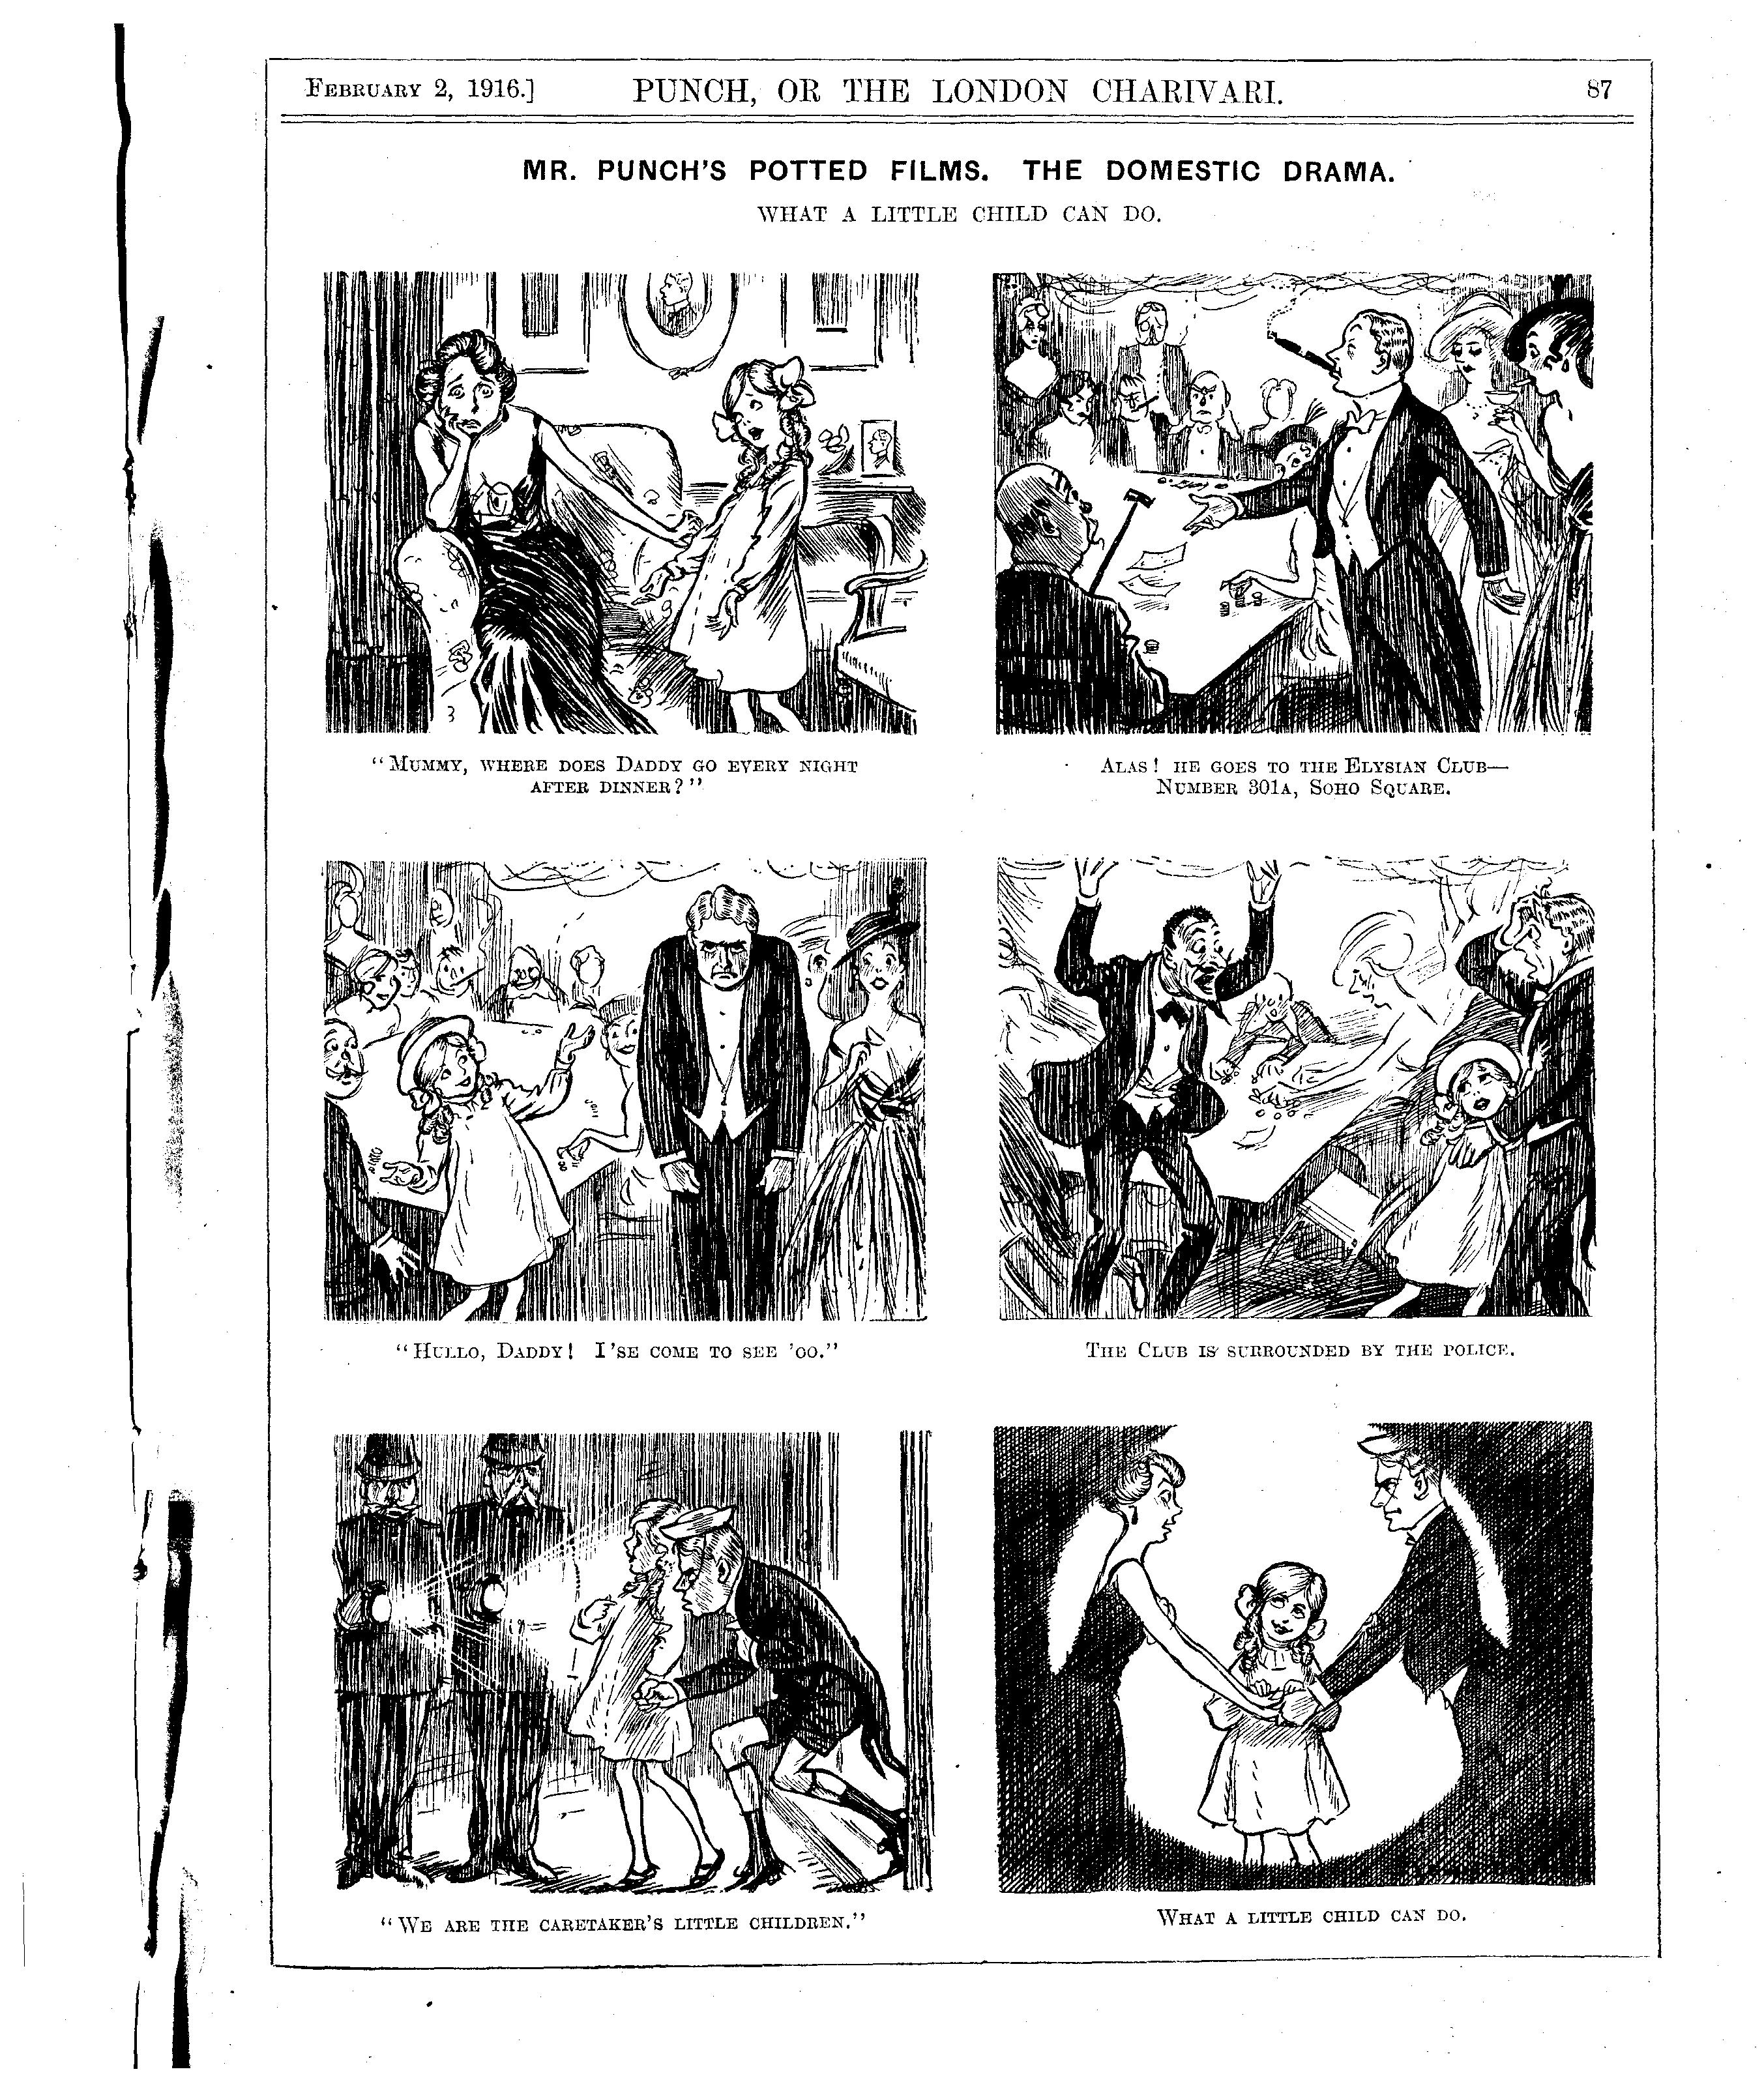 FEBRUARY 2, 1916.] PUNCH, OR THE LONDON CHARIVARI. 87
MR. PUNCH'S POTTED FILMS. THE DOMESTIC DRAMA.
WHAT A LITTLE CHILD CAN DO.
"MUMMY, WHERE DOES DADDY GO EVERY NIGHT
AFTER DINNER?"
ALAS! HE GOES TO THE ELYSIAN CLUB—
NUMBER 301A, SOHO SQUARE.
"HULLO, DADDY! I'SE COME TO SEE 'OO."
THE CLUB IS SURROUNDED BY THE POLICE.
"WE ARE THE CARETAKER'S LITTLE CHILDREN."
WHAT A LITTLE CHILD CAN DO.